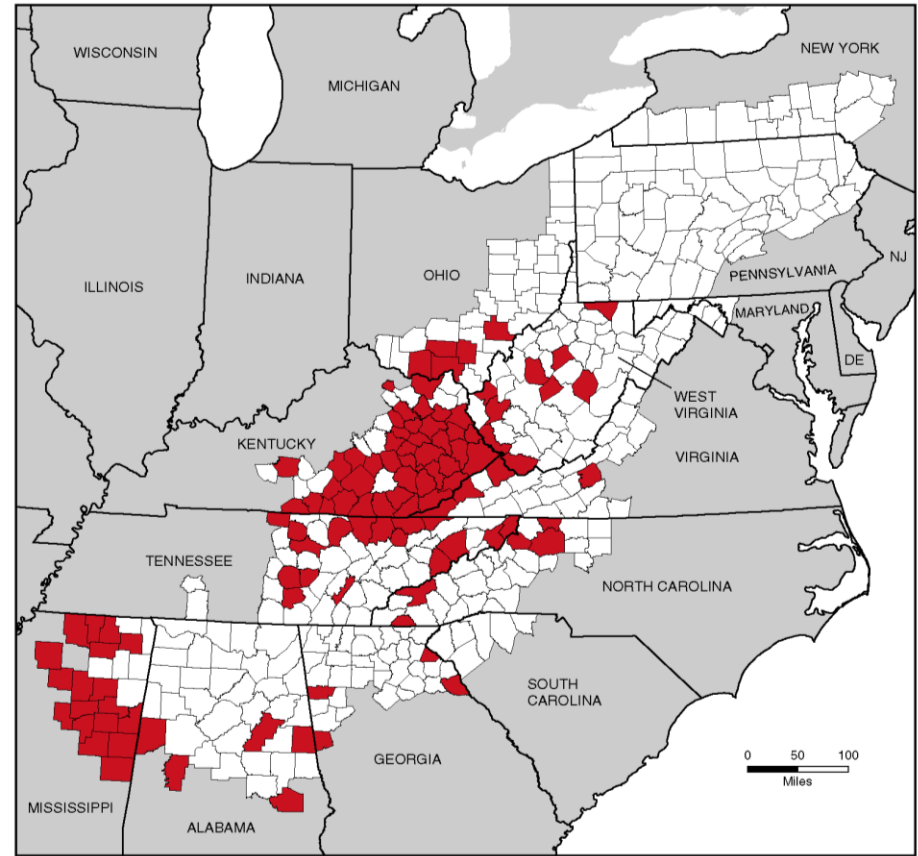 WISCONSIN
MICHIGAN
NEW YORK
ILLINOIS
INDIANA
OHIO
PENNSYLVANIA
NJ
MARYLAND
DE
WEST
VIRGINIA
KENTUCKY
VIRGINIA
TENNESSEE
NORTH CAROLINA
SOUTH
CAROLINA
GEORGIA
MISSISSIPPI
ALABAMA
0 50 100
Miles